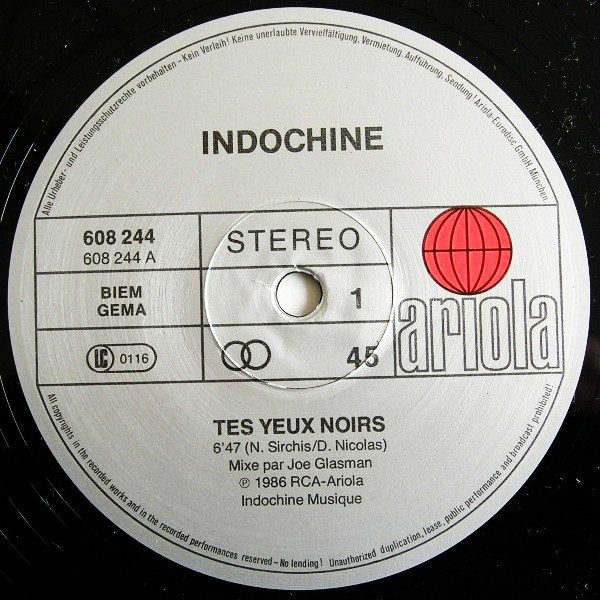 Alle Urheber- und Leistungsschutzrechte vorbehalten – Kein Verleih! Keine unerlaubte Vervielfältigung, Vermietung, Aufführung, Sendung! Ariola-Eurodisc GmbH, München.
INDOCHINE
608 244
608 244 A
STEREO
BIEM
GEMA
1
ariola
LC 0116
45
TES YEUX NOIRS
6'47 (N. Sirchis/D. Nicolas)
Mixe par Joe Glasman
℗ 1986 RCA-Ariola
Indochine Musique
All copyrights in the recorded works and in the recorded performances reserved – No lending! Unauthorized duplication, lease, public performance and broadcast prohibited!